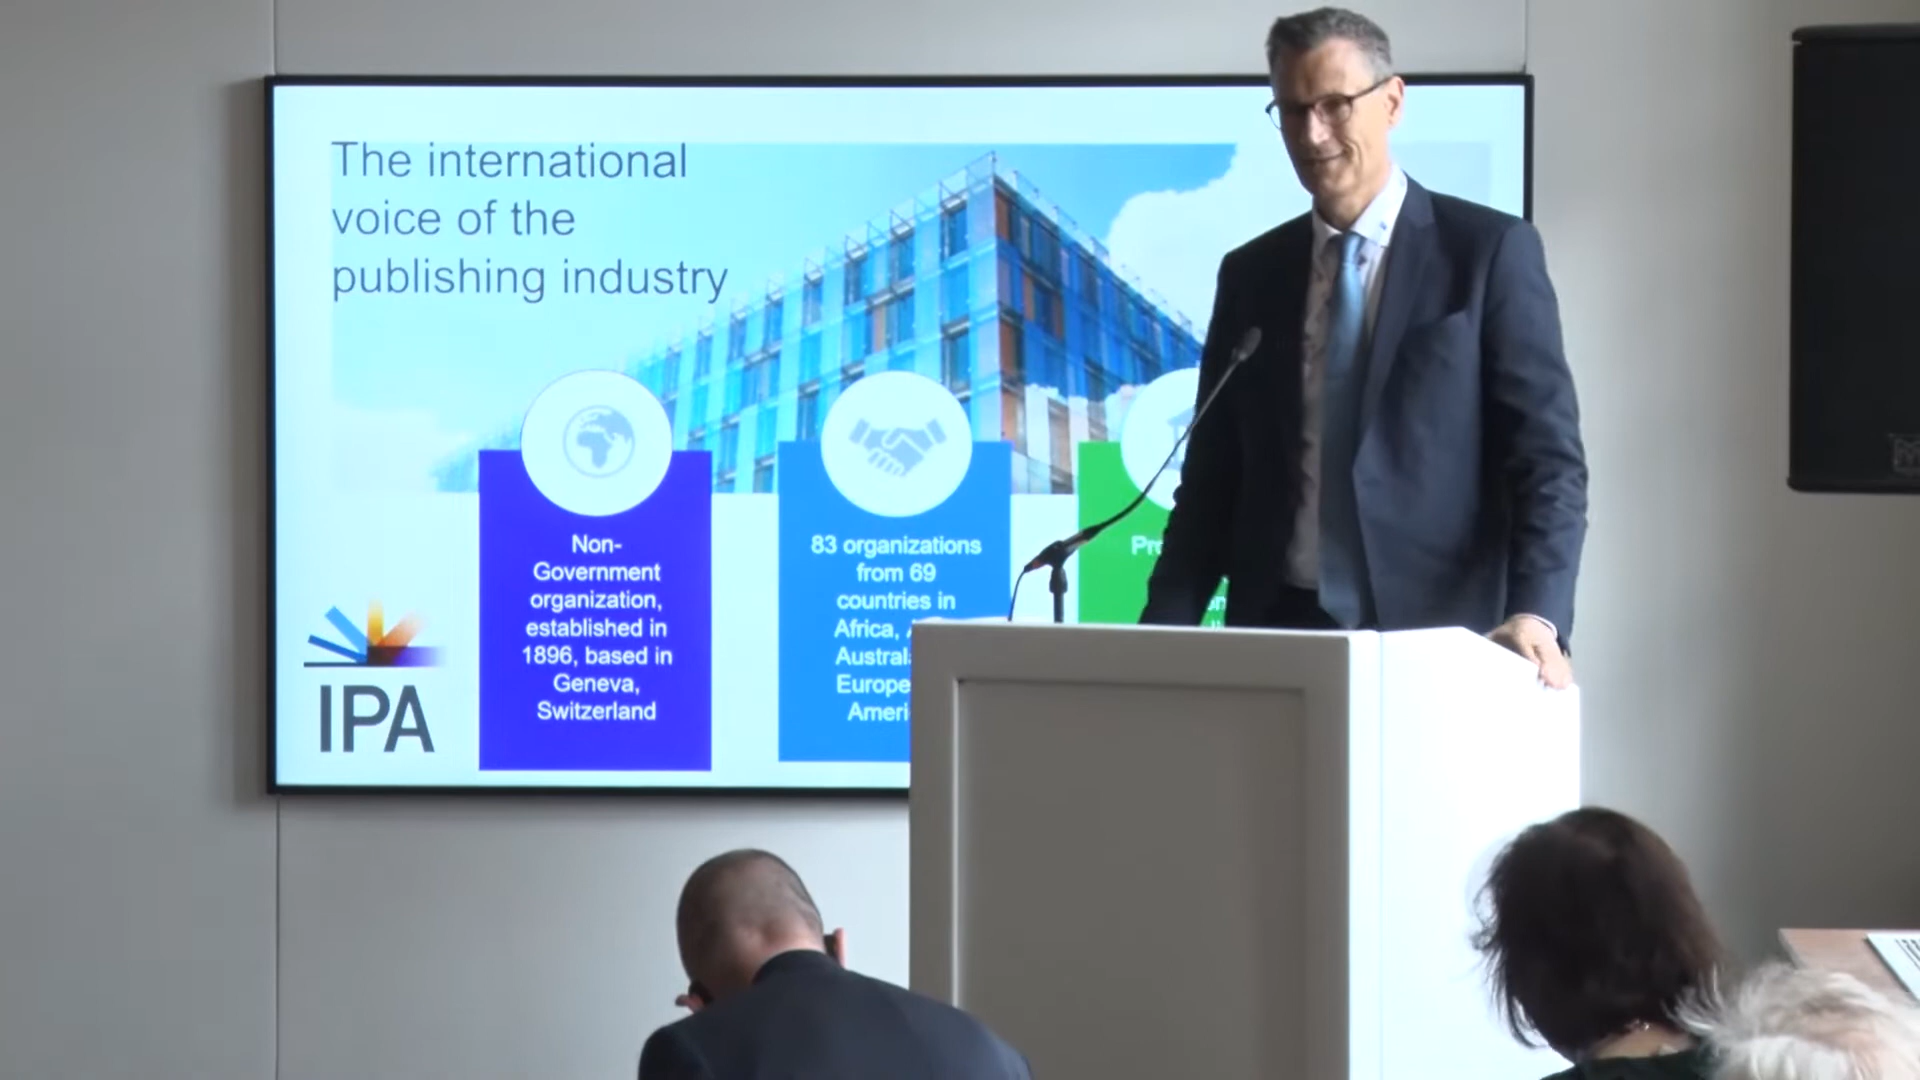 The international
voice of the
publishing industry
Non-
Government
organization,
established in
1896, based in
Geneva,
Switzerland
83 organizations
from 69
countries in
Africa,
IPA